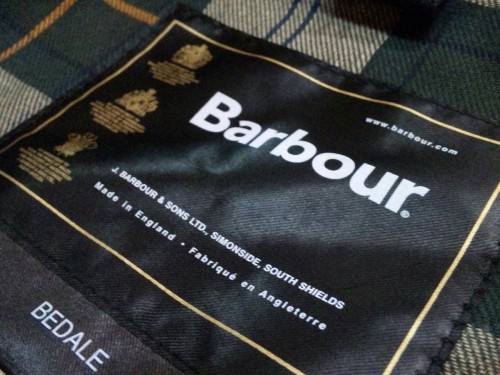 www.barbour.com
Barbour®
J. BARBOUR & SONS LTD., SIMONSIDE, SOUTH SHIELDS
Made in England • Fabriqué en Angleterre
BEDALE